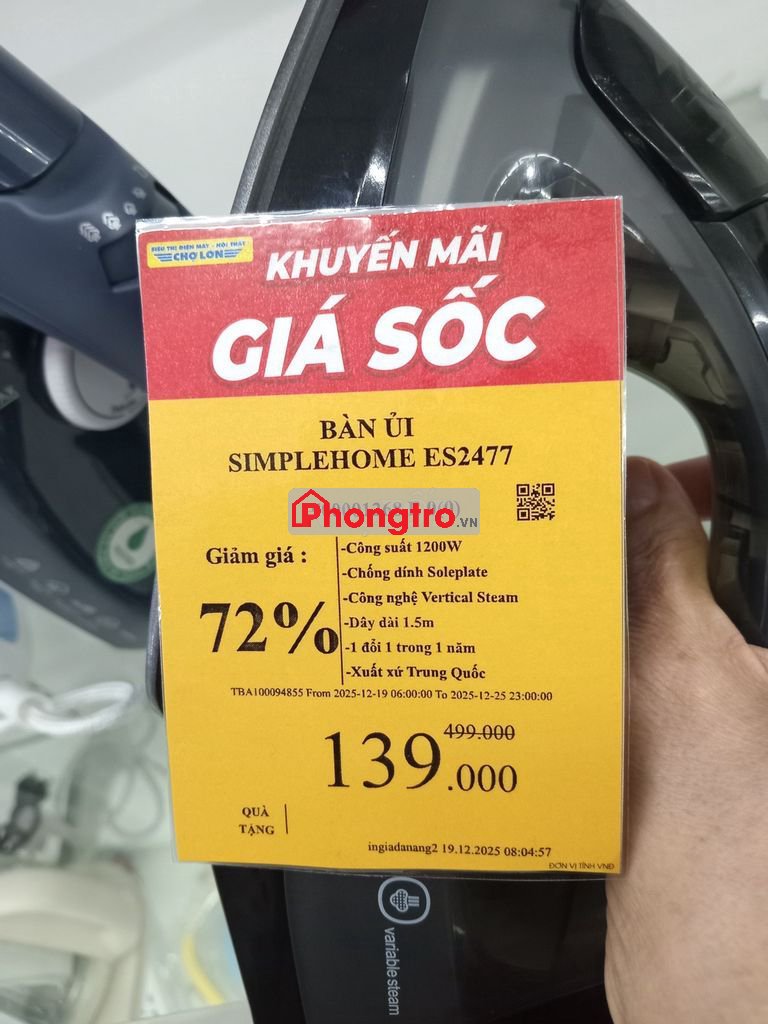 SIÊU THỊ ĐIỆN MÁY - NỘI THẤT
CHỢ LỚN
KHUYẾN MÃI
GIÁ SỐC
BÀN ỦI
SIMPLEHOME ES2477
Phongtro.VN
Giảm giá :
72%
-Công suất 1200W
-Chống dính Soleplate
-Công nghệ Vertical Steam
-Dây dài 1.5m
-1 đổi 1 trong 1 năm
-Xuất xứ Trung Quốc
TBA100094855 From 2025-12-19 06:00:00 To 2025-12-25 23:00:00
499.000
139.000
QUÀ
TẶNG
ingiadanang2 19.12.2025 08:04:57
ĐƠN VỊ TÍNH VNĐ
variable steam